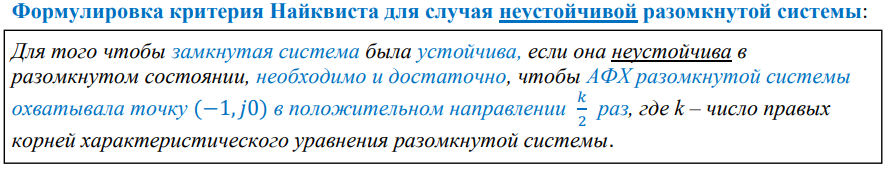 Формулировка критерия Найквиста для случая неустойчивой разомкнутой системы:
Для того чтобы замкнутая система была устойчива, если она неустойчива в
разомкнутом состоянии, необходимо и достаточно, чтобы АФХ разомкнутой системы
охватывала точку (−1, j0) в положительном направлении k/2 раз, где k – число правых
корней характеристического уравнения разомкнутой системы.